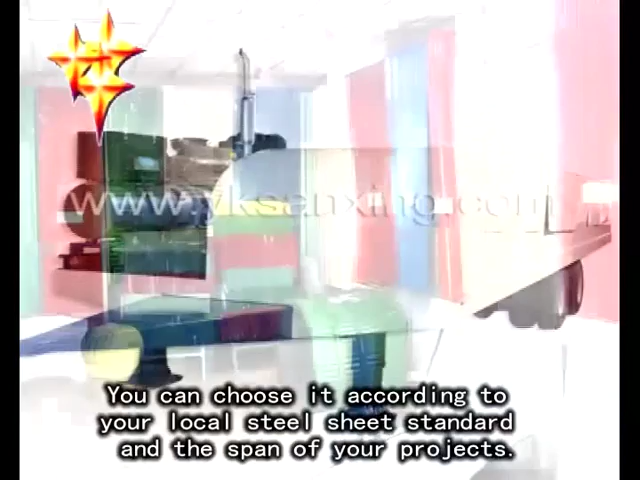 www.yksanxing.com
You can choose it according to
your local steel sheet standard
and the span of your projects.